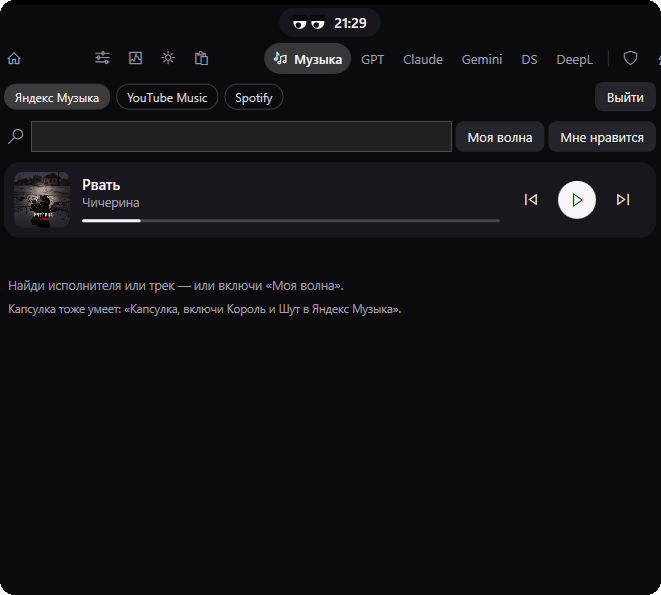 21:29
Музыка GPT Claude Gemini DS DeepL
Яндекс Музыка YouTube Music Spotify Выйти
Моя волна Мне нравится
Рвать
Чичерина
Найди исполнителя или трек — или включи «Моя волна».
Капсулка тоже умеет: «Капсулка, включи Король и Шут в Яндекс Музыка».